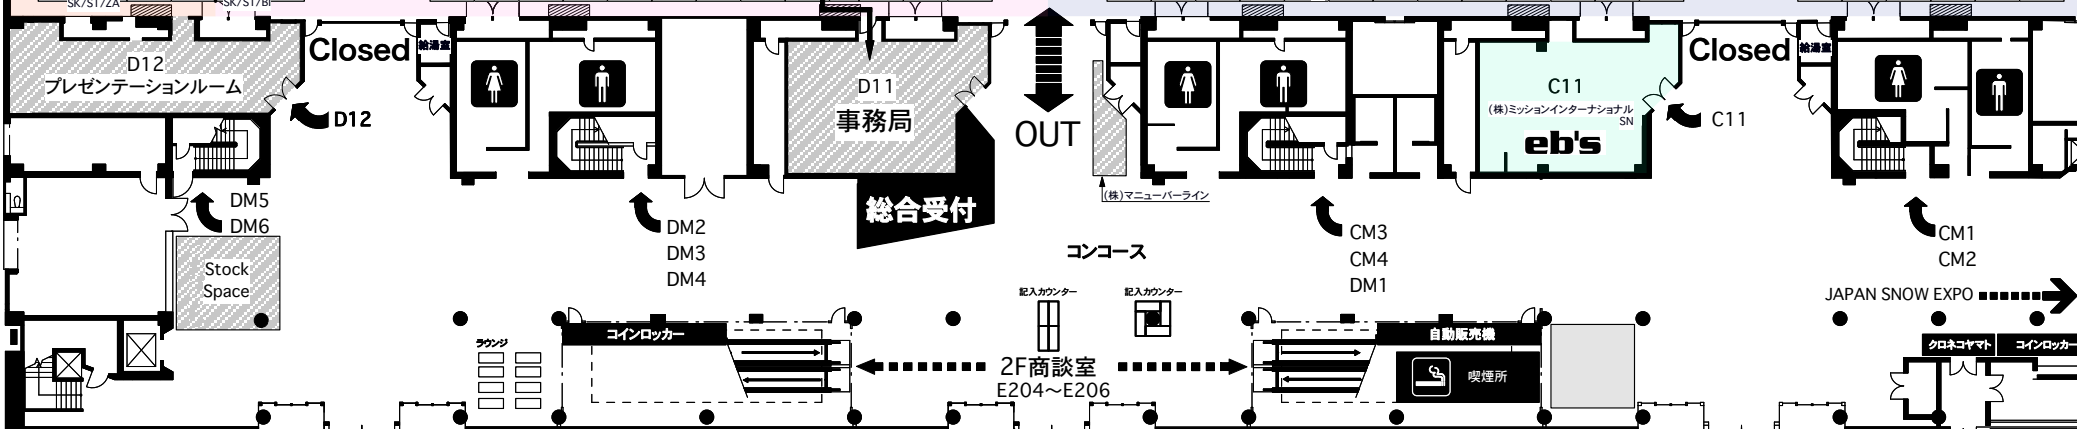 SK/ST/ZA
SK/ST/BI
D12
プレゼンテーションルーム
Closed
給湯室
D12
D11
事務局
OUT
(株)マニューバーライン
総合受付
C11
(株)ミッションインターナショナル
SN
eb's
Closed
給湯室
C11
DM5
DM6
Stock
Space
DM2
DM3
DM4
コンコース
CM3
CM4
DM1
CM1
CM2
JAPAN SNOW EXPO
記入カウンター
記入カウンター
ラウンジ
コインロッカー
2F商談室
E204～E206
自動販売機
喫煙所
クロネコヤマト
コインロッカー